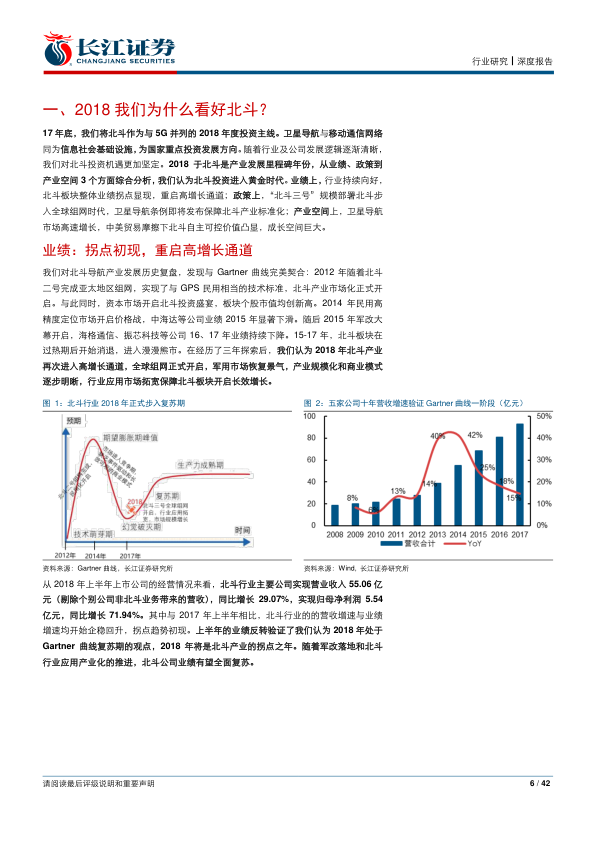 长江证券
CHANGJIANG SECURITIES
行业研究┃深度报告
一、2018 我们为什么看好北斗?
17 年底，我们将北斗作为与 5G 并列的 2018 年度投资主线。卫星导航与移动通信网络
同为信息社会基础设施，为国家重点投资发展方向。随着行业及公司发展逻辑逐渐清晰，
我们对北斗投资机遇更加坚定。2018 于北斗是产业发展里程碑年份，从业绩、政策到
产业空间 3 个方面综合分析，我们认为北斗投资进入黄金时代。业绩上，行业持续向好，
北斗板块整体业绩拐点显现，重启高增长通道；政策上，“北斗三号”规模部署北斗步
入全球组网时代，卫星导航条例即将发布保障北斗产业标准化；产业空间上，卫星导航
市场高速增长，中美贸易摩擦下北斗自主可控价值凸显，成长空间巨大。
业绩：拐点初现，重启高增长通道
我们对北斗导航产业发展历史复盘，发现与 Gartner 曲线完美契合：2012 年随着北斗
二号完成亚太地区组网，实现了与 GPS 民用相当的技术标准，北斗产业市场化正式开
启。与此同时，资本市场开启北斗投资盛宴，板块个股市值均创新高。2014 年民用高
精度定位市场开启价格战，中海达等公司业绩 2015 年显著下滑。随后 2015 年军改大
幕开启，海格通信、振芯科技等公司 16、17 年业绩持续下降。15-17 年，北斗板块在
过热期后开始消退，进入漫漫熊市。在经历了三年探索后，我们认为 2018 年北斗产业
再次进入高增长通道，全球组网正式开启，军用市场恢复景气，产业规模化和商业模式
逐步明晰，行业应用市场拓宽保障北斗板块开启长效增长。
图 1：北斗行业 2018 年正式步入复苏期
预期
期望膨胀期峰值
生产力成熟期
复苏期
2018
北斗三号全球组网
开启，行业应用拓
宽，市场规模增长
幻觉破灭期
技术萌芽期
时间
2012年
2014年
2017年
资料来源：Gartner 曲线，长江证券研究所
图 2：五家公司十年营收增速验证 Gartner 曲线一阶段（亿元）
100
80
60
40
20
0
50%
40%
30%
20%
10%
0%
8%
6%
13%
14%
40%
42%
25%
18%
15%
2008 2009 2010 2011 2012 2013 2014 2015 2016 2017
营收合计 YoY
资料来源：Wind, 长江证券研究所
从 2018 年上半年上市公司的经营情况来看，北斗行业主要公司实现营业收入 55.06 亿
元（剔除个别公司非北斗业务带来的营收），同比增长 29.07%，实现归母净利润 5.54
亿元，同比增长 71.94%。其中与 2017 年上半年相比，北斗行业的的营收增速与业绩
增速均开始企稳回升，拐点趋势初现。上半年的业绩反转验证了我们认为 2018 年处于
Gartner 曲线复苏期的观点，2018 年将是北斗产业的拐点之年。随着军改落地和北斗
行业应用产业化的推进，北斗公司业绩有望全面复苏。
请阅读最后评级说明和重要声明
6 / 42